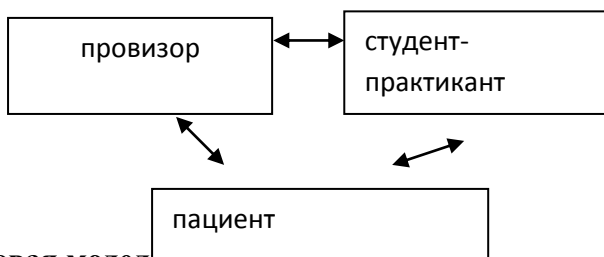 провизор
студент-
практикант
пациент